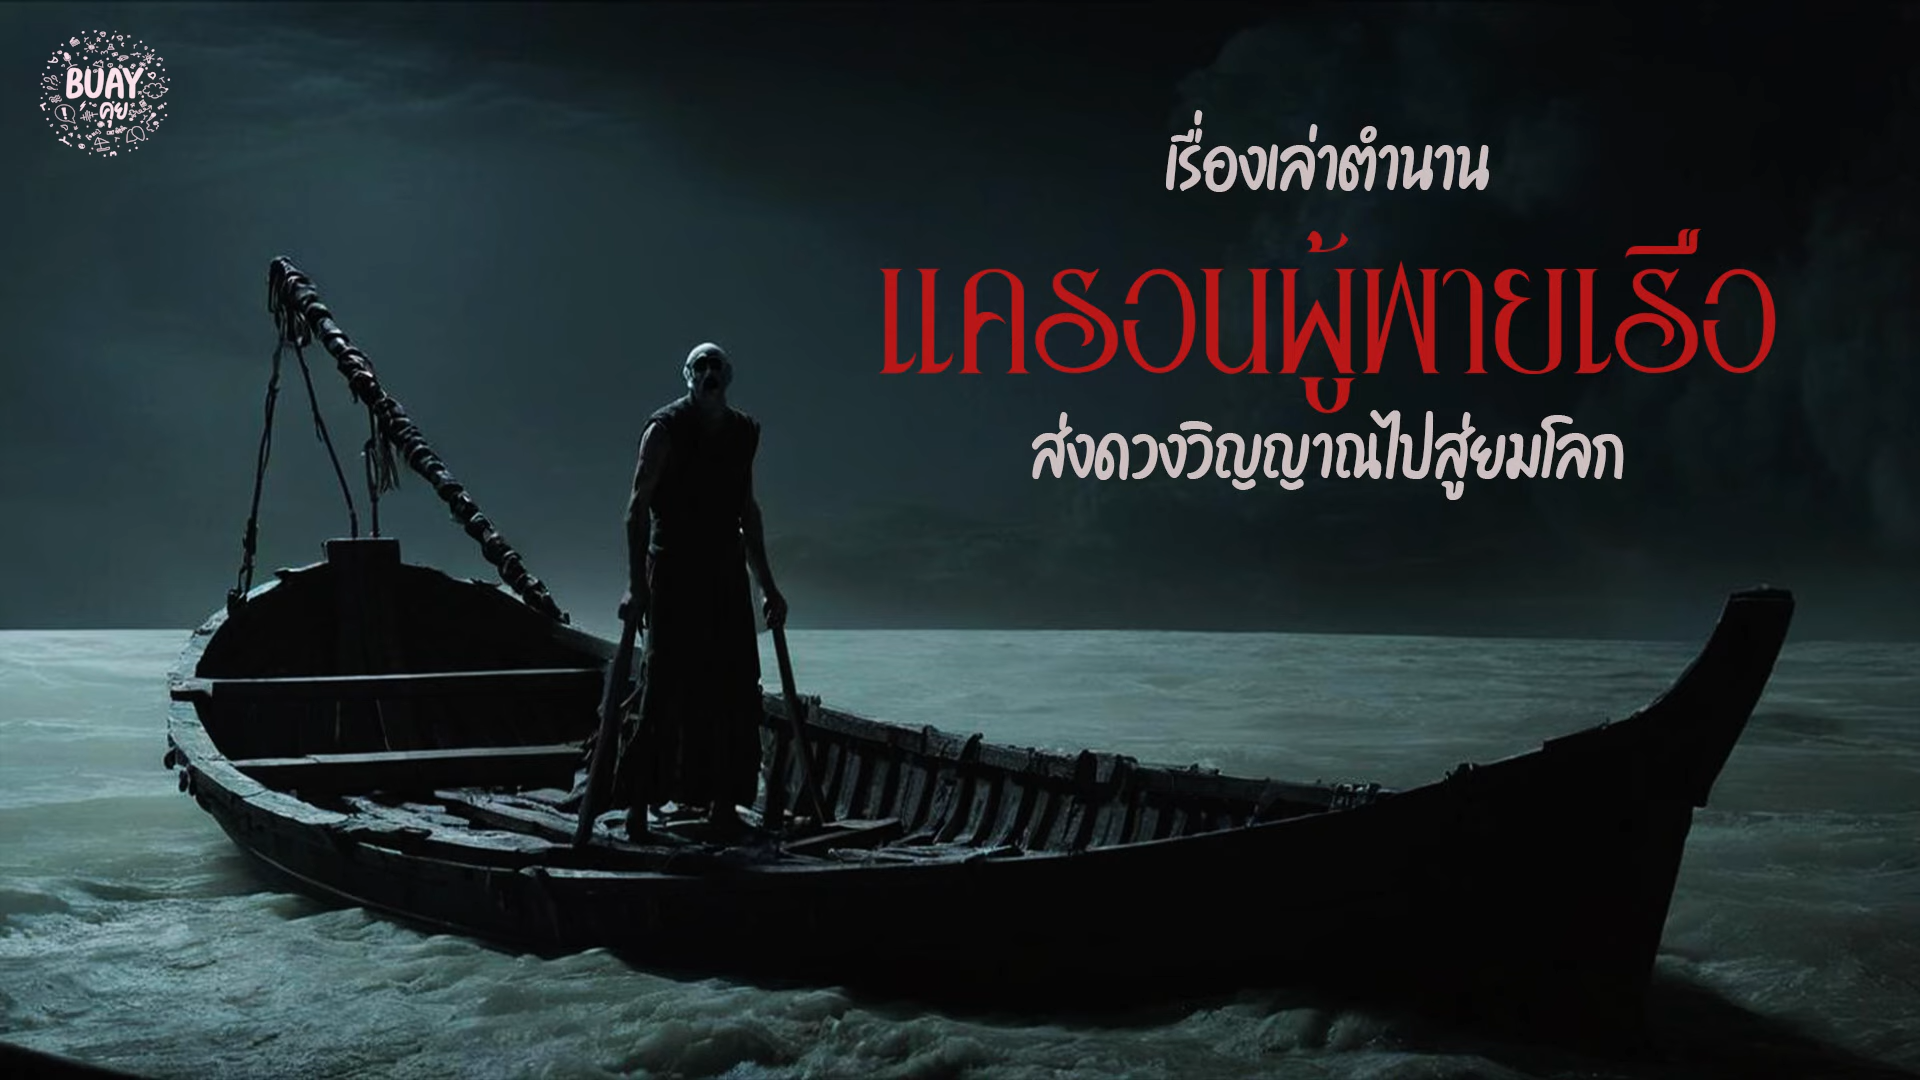 BUAY
คุย
เรื่องเล่าตำนาน
แครอนผู้พายเรือ
ส่งดวงวิญญาณไปสู่ยมโลก